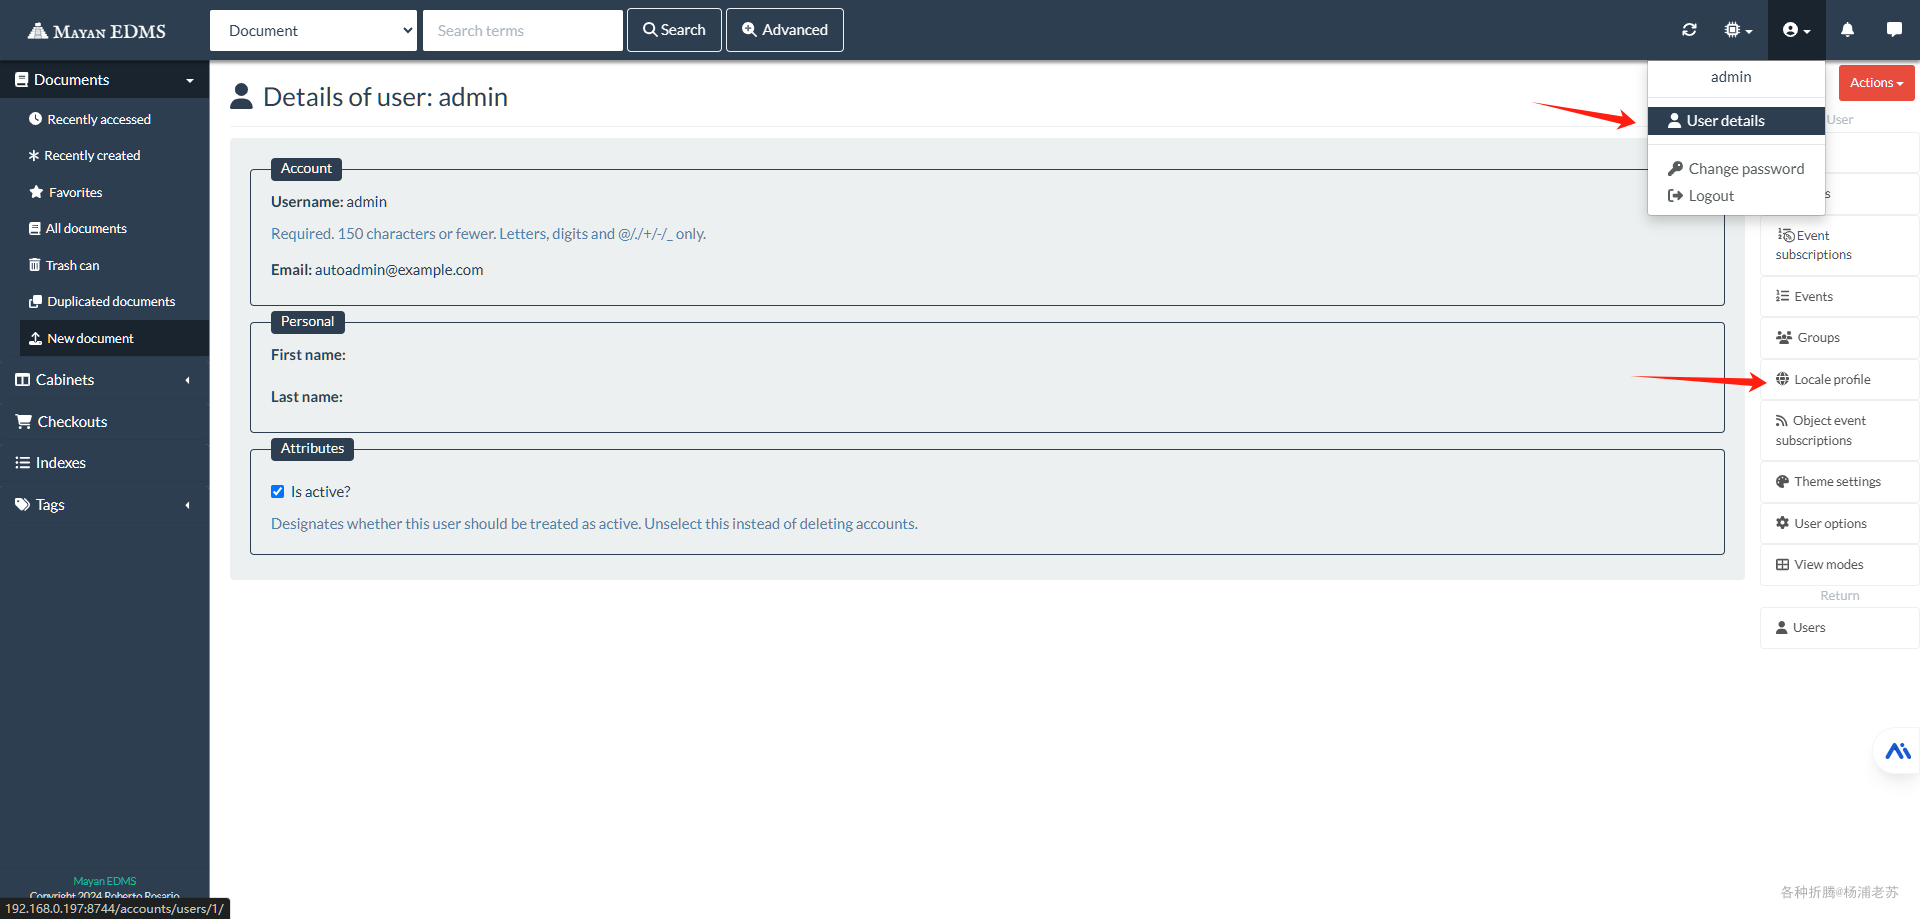 MAYAN EDMS
Document
Search terms
Search
Advanced
Documents
Recently accessed
Recently created
Favorites
All documents
Trash can
Duplicated documents
New document
Cabinets
Checkouts
Indexes
Tags
Mayan EDMS
Copyright 2024 Roberto Rosario
192.168.0.197:8744/accounts/users/1/
Details of user: admin
Account
Username: admin
Required. 150 characters or fewer. Letters, digits and @/./+/-/_ only.
Email: autoadmin@example.com
Personal
First name:
Last name:
Attributes
Is active?
Designates whether this user should be treated as active. Unselect this instead of deleting accounts.
admin
User details
Change password
Logout
Actions
User
s
Event
subscriptions
Events
Groups
Locale profile
Object event
subscriptions
Theme settings
User options
View modes
Return
Users
各种折腾@杨浦老苏